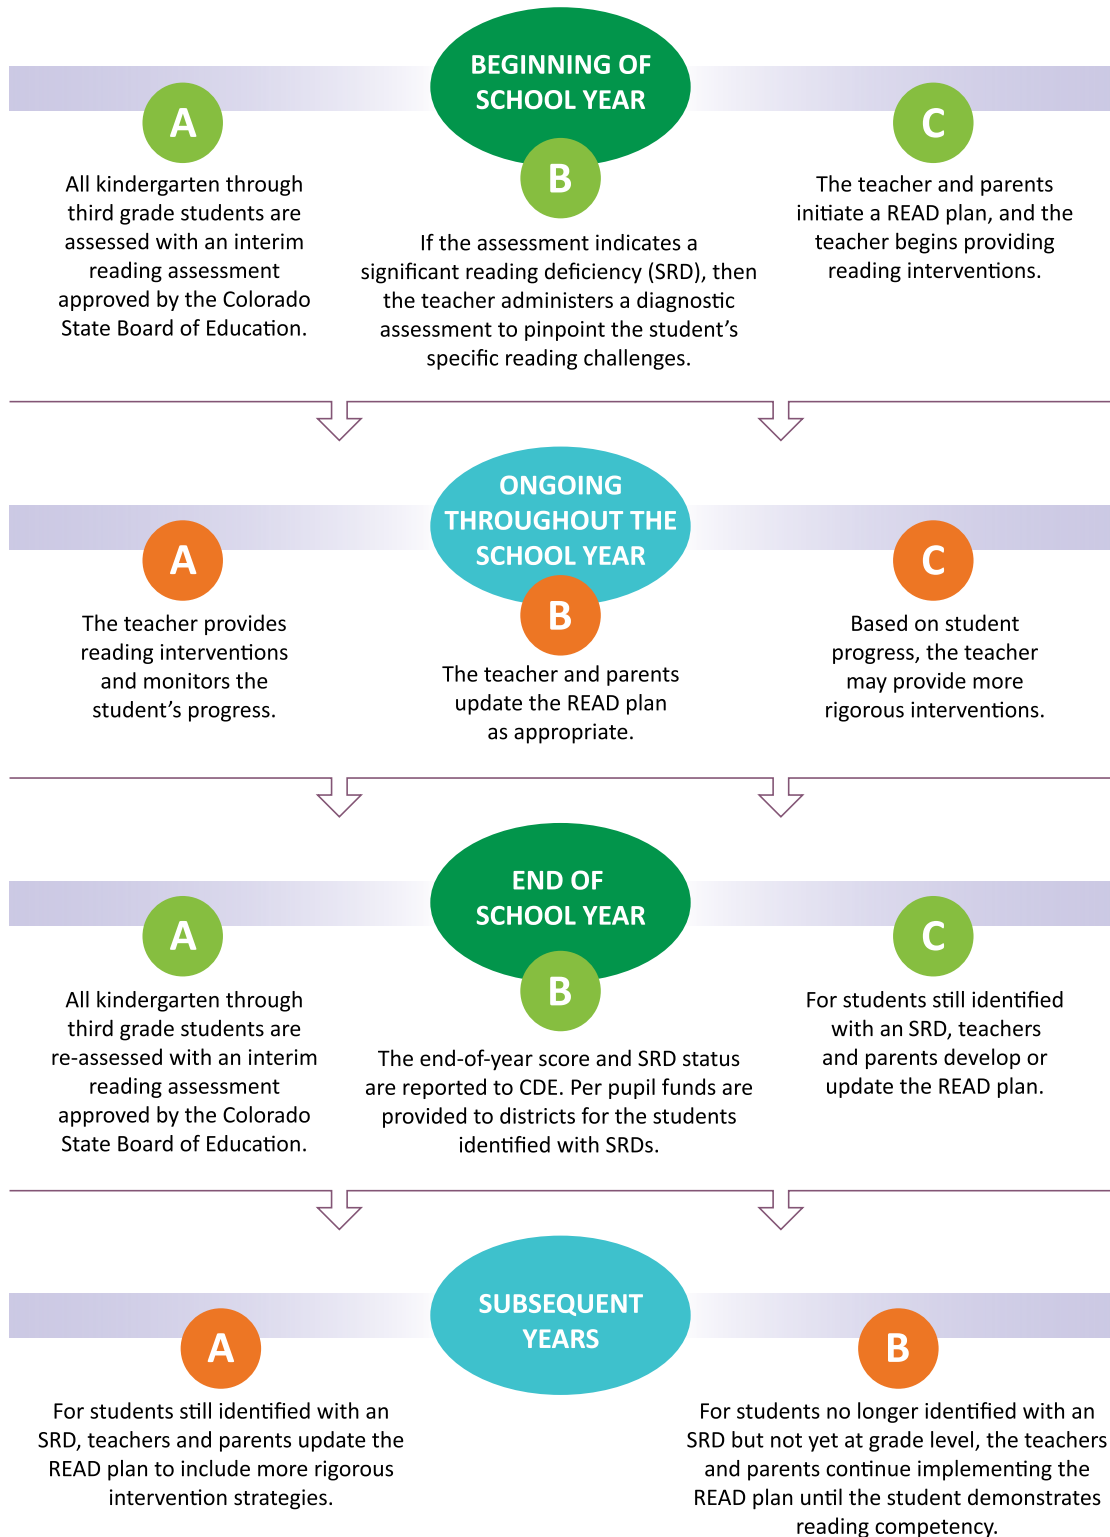 BEGINNING OF
SCHOOL YEAR
A
All kindergarten through
third grade students are
assessed with an interim
reading assessment
approved by the Colorado
State Board of Education.
B
If the assessment indicates a
significant reading deficiency (SRD), then
the teacher administers a diagnostic
assessment to pinpoint the student’s
specific reading challenges.
C
The teacher and parents
initiate a READ plan, and the
teacher begins providing
reading interventions.
ONGOING
THROUGHOUT THE
SCHOOL YEAR
A
The teacher provides
reading interventions
and monitors the
student’s progress.
B
The teacher and parents
update the READ plan
as appropriate.
C
Based on student
progress, the teacher
may provide more
rigorous interventions.
END OF
SCHOOL YEAR
A
All kindergarten through
third grade students are
re-assessed with an interim
reading assessment
approved by the Colorado
State Board of Education.
B
The end-of-year score and SRD status
are reported to CDE. Per pupil funds are
provided to districts for the students
identified with SRDs.
C
For students still identified
with an SRD, teachers
and parents develop or
update the READ plan.
SUBSEQUENT
YEARS
A
For students still identified with an
SRD, teachers and parents update the
READ plan to include more rigorous
intervention strategies.
B
For students no longer identified with an
SRD but not yet at grade level, the teachers
and parents continue implementing the
READ plan until the student demonstrates
reading competency.